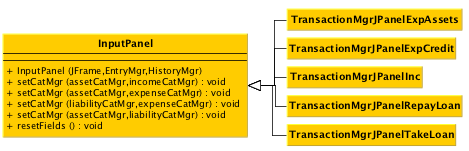 InputPanel
+ InputPanel (JFrame,EntryMgr,HistoryMgr)
+ setCatMgr (assetCatMgr,incomeCatMgr) : void
+ setCatMgr (assetCatMgr,expenseCatMgr) : void
+ setCatMgr (liabilityCatMgr,expenseCatMgr) : void
+ setCatMgr (assetCatMgr,liabilityCatMgr) : void
+ resetFields () : void
TransactionMgrJPanelExpAssets
TransactionMgrJPanelExpCredit
TransactionMgrJPanelInc
TransactionMgrJPanelRepayLoan
TransactionMgrJPanelTakeLoan